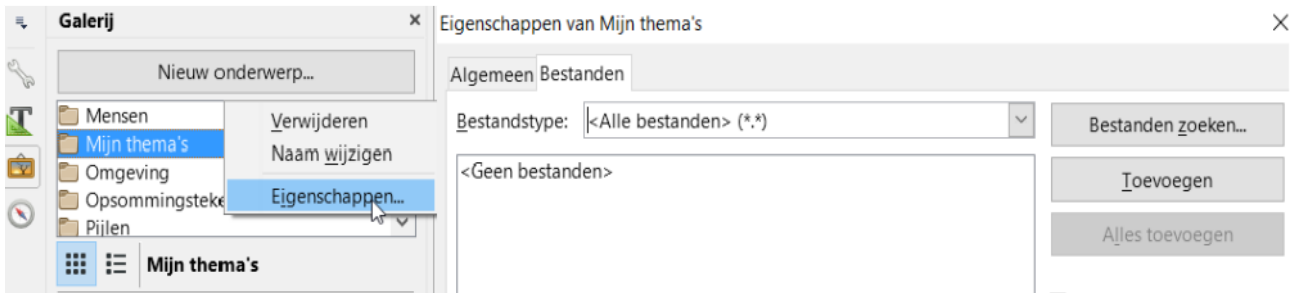 Galerij
Nieuw onderwerp...
Mensen
Mijn thema's
Omgeving
Opsommingsteke
Pijlen
Verwijderen
Naam wijzigen
Eigenschappen...
Mijn thema's
Eigenschappen van Mijn thema's
Algemeen Bestanden
Bestandstype: <Alle bestanden> (*.*)
Bestanden zoeken...
<Geen bestanden>
Toevoegen
Alles toevoegen